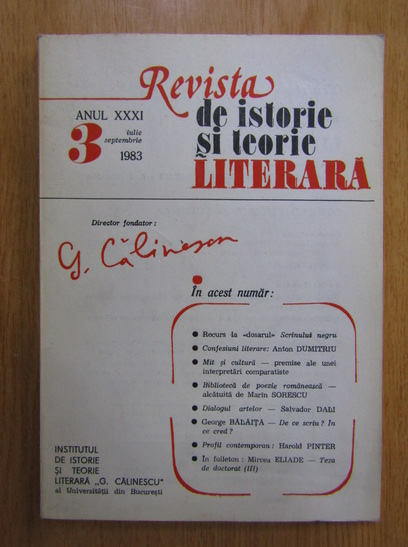 Revista
de istorie
și teorie
LITERARĂ
ANUL XXXI
3
iulie
septembrie
1983
Director fondator :
G. Călinescu
În acest număr:
● Recurs la «dosarul» Scrinului negru
● Confesiuni literare: Anton DUMITRIU
● Mit și cultură — premise ale unei
interpretări comparatiste
● Bibliotecă de poezie românească —
alcătuită de Marin SORESCU
● Dialogul artelor — Salvador DALI
● George BĂLĂIȚĂ — De ce scriu? În
ce cred ?
● Profil contemporan : Harold PINTER
● În foileton : Mircea ELIADE — Teza
de doctorat (III)
INSTITUTUL
DE ISTORIE
ȘI TEORIE
LITERARĂ „G. CĂLINESCU"
al Universității din București